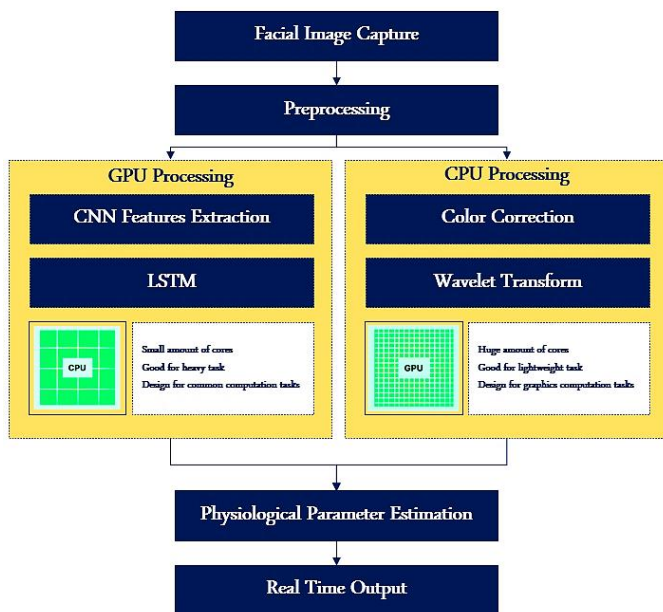 Facial Image Capture
Preprocessing
GPU Processing
CNN Features Extraction
LSTM
CPU
Small amount of cores
Good for heavy task
Design for common computation tasks
CPU Processing
Color Correction
Wavelet Transform
GPU
Huge amount of cores
Good for lightweight task
Design for graphics computation tasks
Physiological Parameter Estimation
Real Time Output